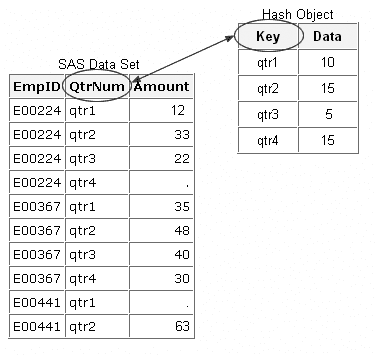 Hash Object
Key Data
qtr1 10
qtr2 15
qtr3 5
qtr4 15
SAS Data Set
EmpID QtrNum Amount
E00224 qtr1 12
E00224 qtr2 33
E00224 qtr3 22
E00224 qtr4 .
E00367 qtr1 35
E00367 qtr2 48
E00367 qtr3 40
E00367 qtr4 30
E00441 qtr1 .
E00441 qtr2 63